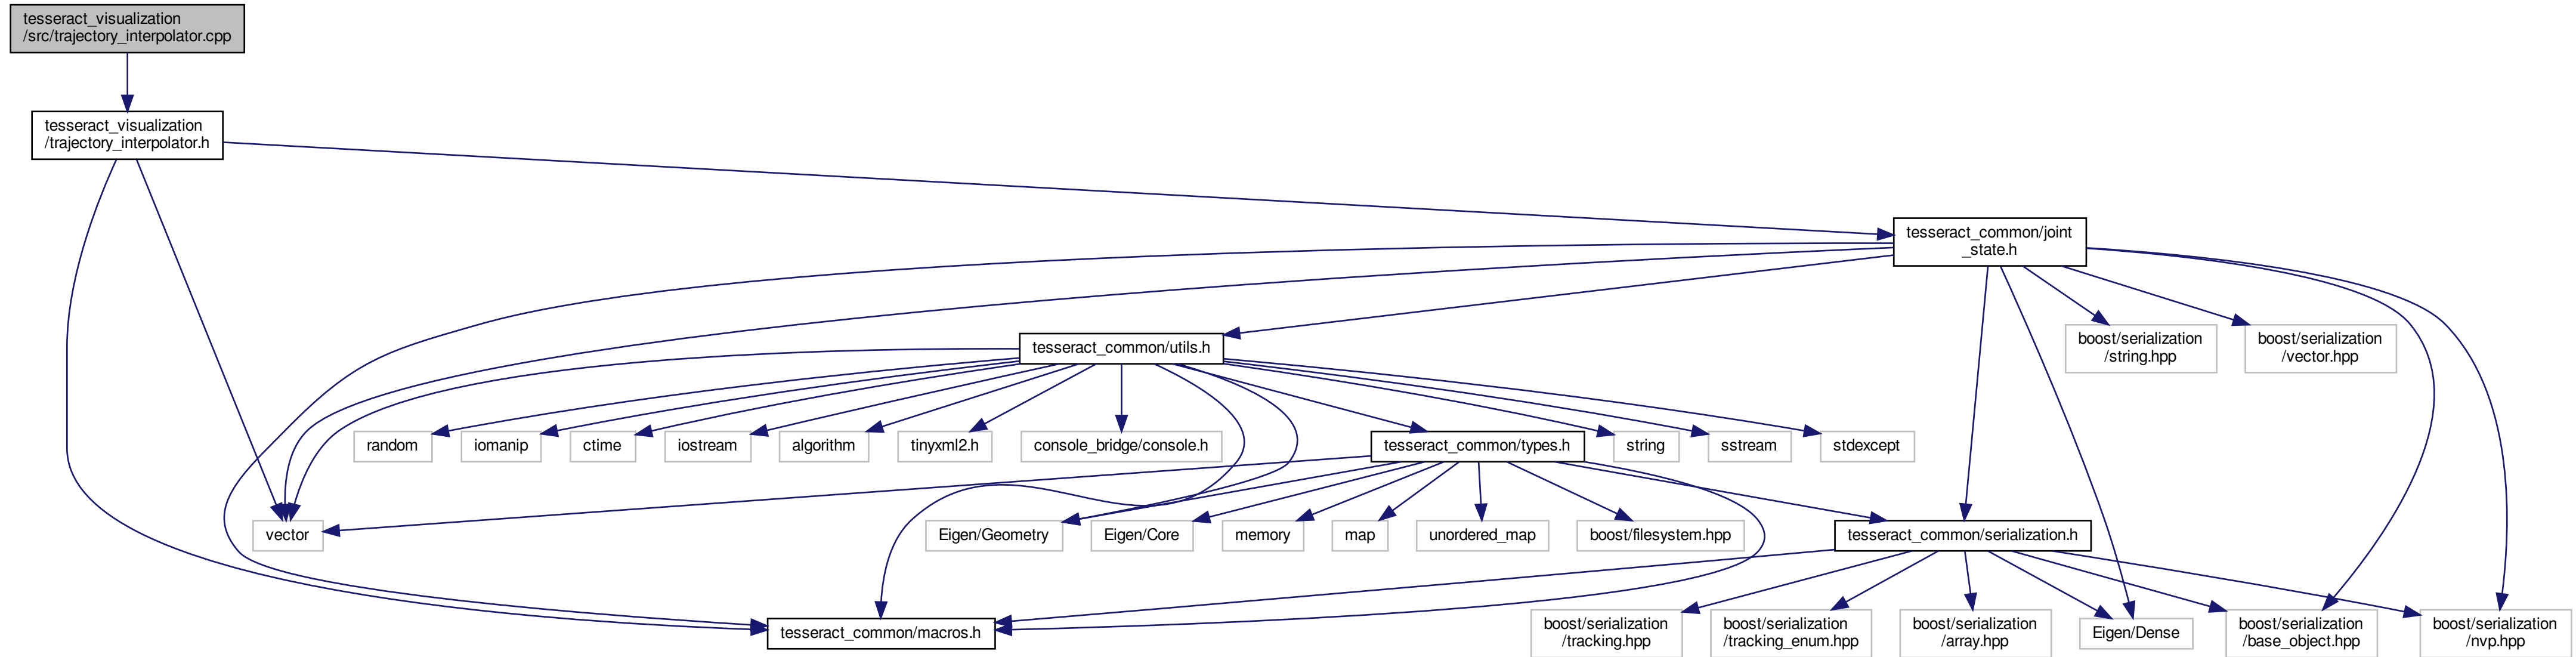 tesseract_visualization
/src/trajectory_interpolator.cpp
tesseract_visualization
/trajectory_interpolator.h
tesseract_common/joint
_state.h
tesseract_common/utils.h
boost/serialization
/string.hpp
boost/serialization
/vector.hpp
random
iomanip
ctime
iostream
algorithm
tinyxml2.h
console_bridge/console.h
tesseract_common/types.h
string
sstream
stdexcept
vector
Eigen/Geometry
Eigen/Core
memory
map
unordered_map
boost/filesystem.hpp
tesseract_common/serialization.h
tesseract_common/macros.h
boost/serialization
/tracking.hpp
boost/serialization
/tracking_enum.hpp
boost/serialization
/array.hpp
Eigen/Dense
boost/serialization
/base_object.hpp
boost/serialization
/nvp.hpp